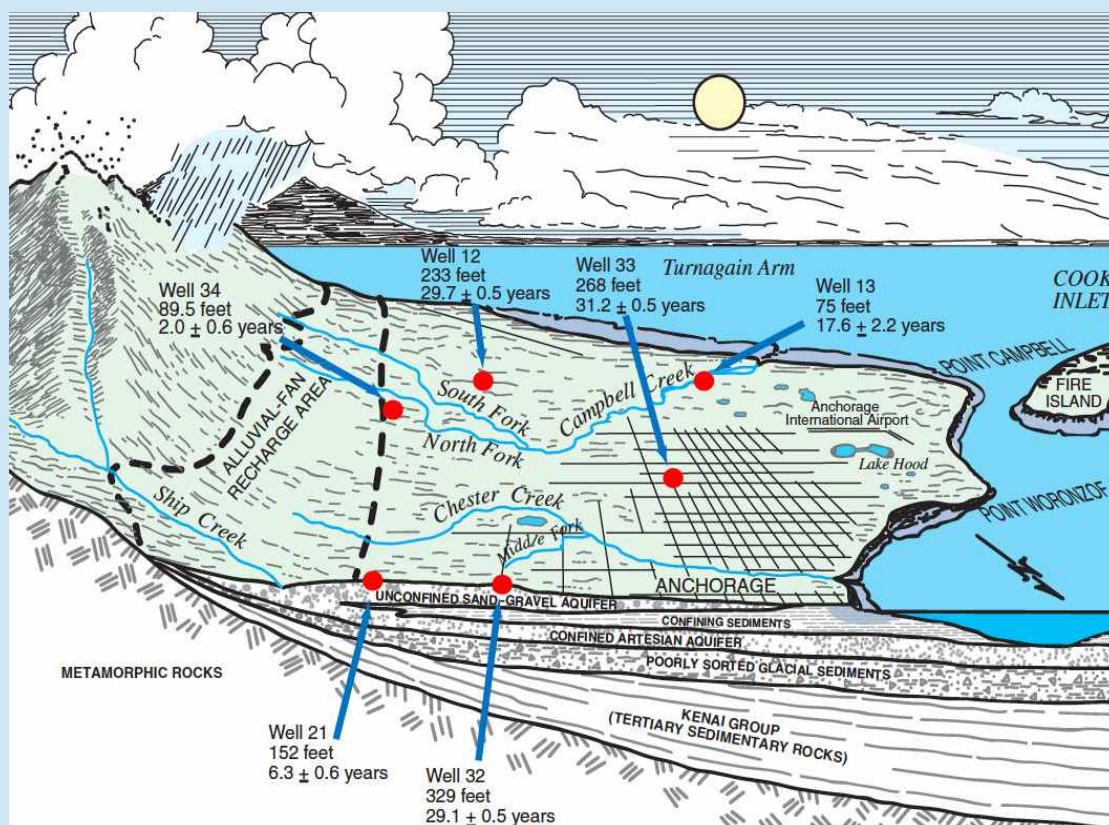 Well 12
233 feet
29.7 ± 0.5 years
Well 33
268 feet
31.2 ± 0.5 years
Turnagain Arm
COOK
INLET
Well 13
75 feet
17.6 ± 2.2 years
Well 34
89.5 feet
2.0 ± 0.6 years
POINT CAMPBELL
FIRE
ISLAND
ALLUVIAL-FAN
RECHARGE AREA
South Fork
North Fork
Campbell Creek
Anchorage
International Airport
Lake Hood
Ship Creek
Chester Creek
Middle Fork
POINT WORONZOF
ANCHORAGE
UNCONFINED SAND-GRAVEL AQUIFER
CONFINING SEDIMENTS
CONFINED ARTESIAN AQUIFER
POORLY SORTED GLACIAL SEDIMENTS
METAMORPHIC ROCKS
KENAI GROUP
(TERTIARY SEDIMENTARY ROCKS)
Well 21
152 feet
6.3 ± 0.6 years
Well 32
329 feet
29.1 ± 0.5 years